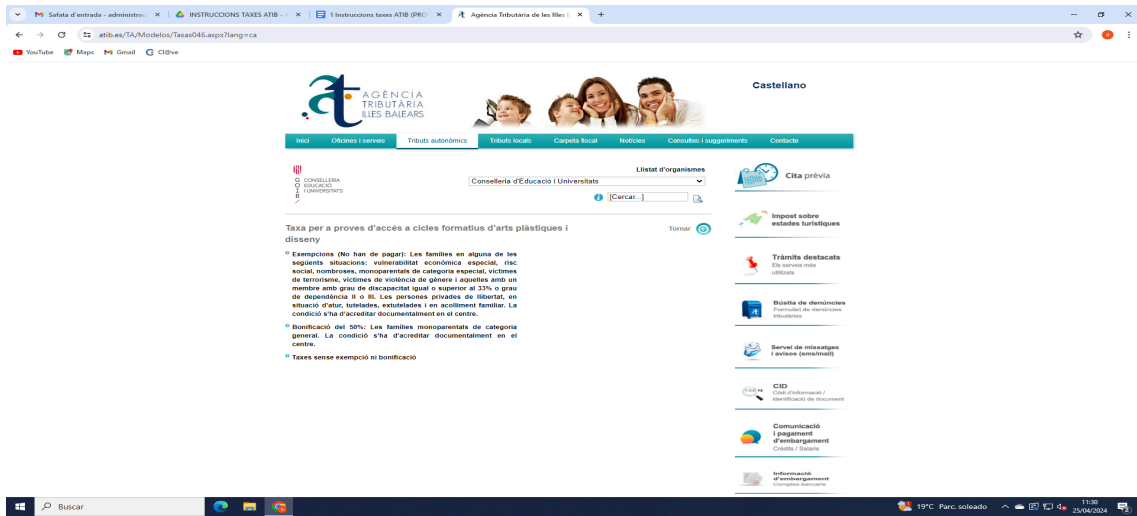 Safata d'entrada - administrac
INSTRUCCIONS TAXES ATIB - 
1 Instruccions taxes ATIB (PRO
Agència Tributària de les Illes
atib.es/TA/Modelos/Tasas046.aspx?lang=ca
YouTube
Maps
Gmail
Cl@ve
Castellano
AGÈNCIA
TRIBUTÀRIA
ILLES BALEARS
Inici
Oficines i serveis
Tributs autonòmics
Tributs locals
Carpeta fiscal
Notícies
Consultes i suggeriments
Contacte
G CONSELLERIA
O EDUCACIÓ
I I UNIVERSITATS
B
Llistat d'organismes
Conselleria d'Educació i Universitats
[Cercar...]
Taxa per a proves d'accés a cicles formatius d'arts plàstiques i
disseny
Tornar
Exempcions (No han de pagar): Les famílies en alguna de les
següents situacions: vulnerabilitat econòmica especial, risc
social, nombroses, monoparentals de categoria especial, víctimes
de terrorisme, víctimes de violència de gènere i aquelles amb un
membre amb grau de discapacitat igual o superior al 33% o grau
de dependència II o III. Les persones privades de llibertat, en
situació d'atur, tutelades, extutelades i en acolliment familiar. La
condició s'ha d'acreditar documentalment en el centre.
Bonificació del 50%: Les famílies monoparentals de categoria
general. La condició s'ha d'acreditar documentalment en el
centre.
Taxes sense exempció ni bonificació
Cita prèvia
Impost sobre
estades turístiques
Tràmits destacats
Els serveis més
utilitzats
Bústia de denúncies
Formulari de denúncies
tributàries
Servei de missatges
i avisos (sms/mail)
CID
Codi d'informació /
identificació de document
Comunicació
i pagament
d'embargament
Crèdits / Salaris
Informació
d'embargament
Comptes bancaris
Buscar
19°C Parc. soleado
11:30
25/04/2024